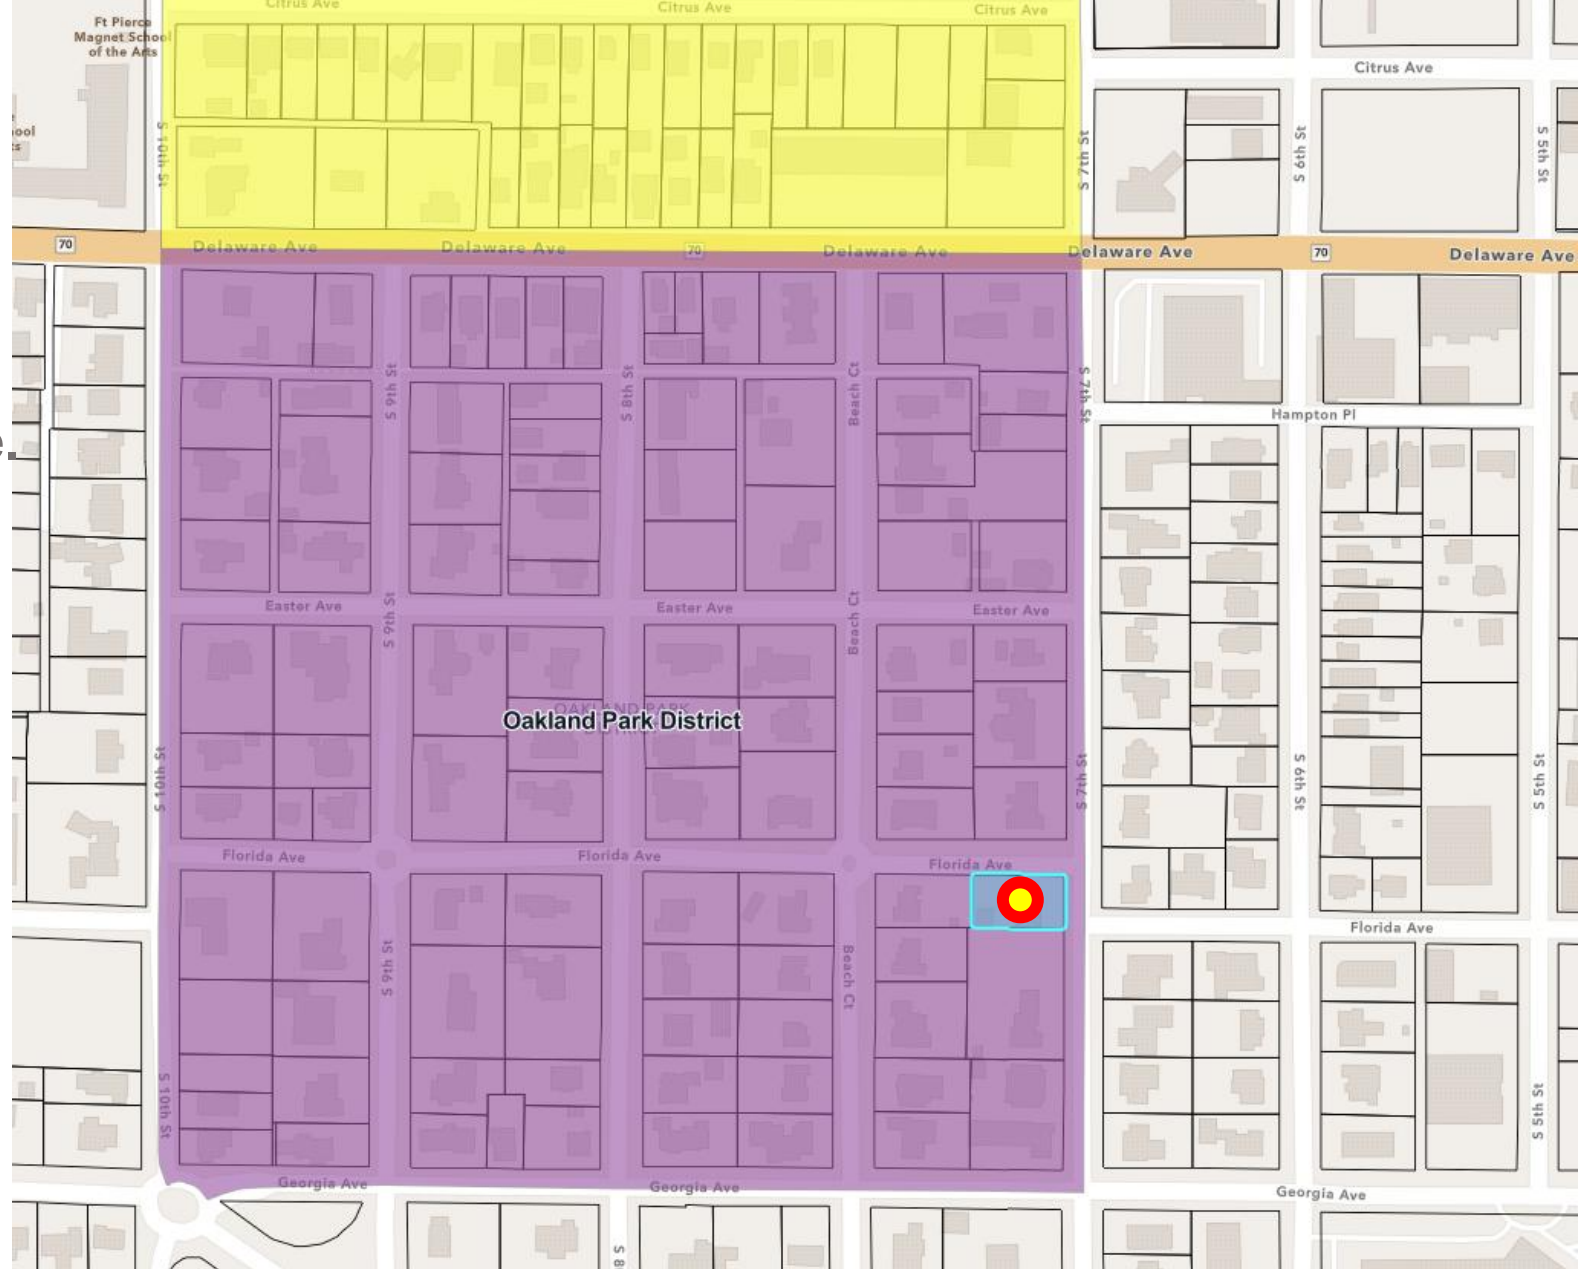 Citrus Ave
Citrus Ave
Citrus Ave
Ft Pierce
Magnet School
of the Arts
Citrus Ave
S 10th St
S 7th St
S 6th St
S 5th St
70
Delaware Ave
Delaware Ave
70
Delaware Ave
Delaware Ave
70
Delaware Ave
S 9th St
S 8th St
Beach Ct
S 7th St
Hampton Pl
e.
Easter Ave
S 9th St
Easter Ave
Beach Ct
Easter Ave
OAKLAND PARK
Oakland Park District
S 10th St
S 7th St
S 6th St
S 5th St
Florida Ave
Florida Ave
Florida Ave
Florida Ave
S 9th St
Beach Ct
S 10th St
S 5th St
Georgia Ave
Georgia Ave
Georgia Ave
S 8